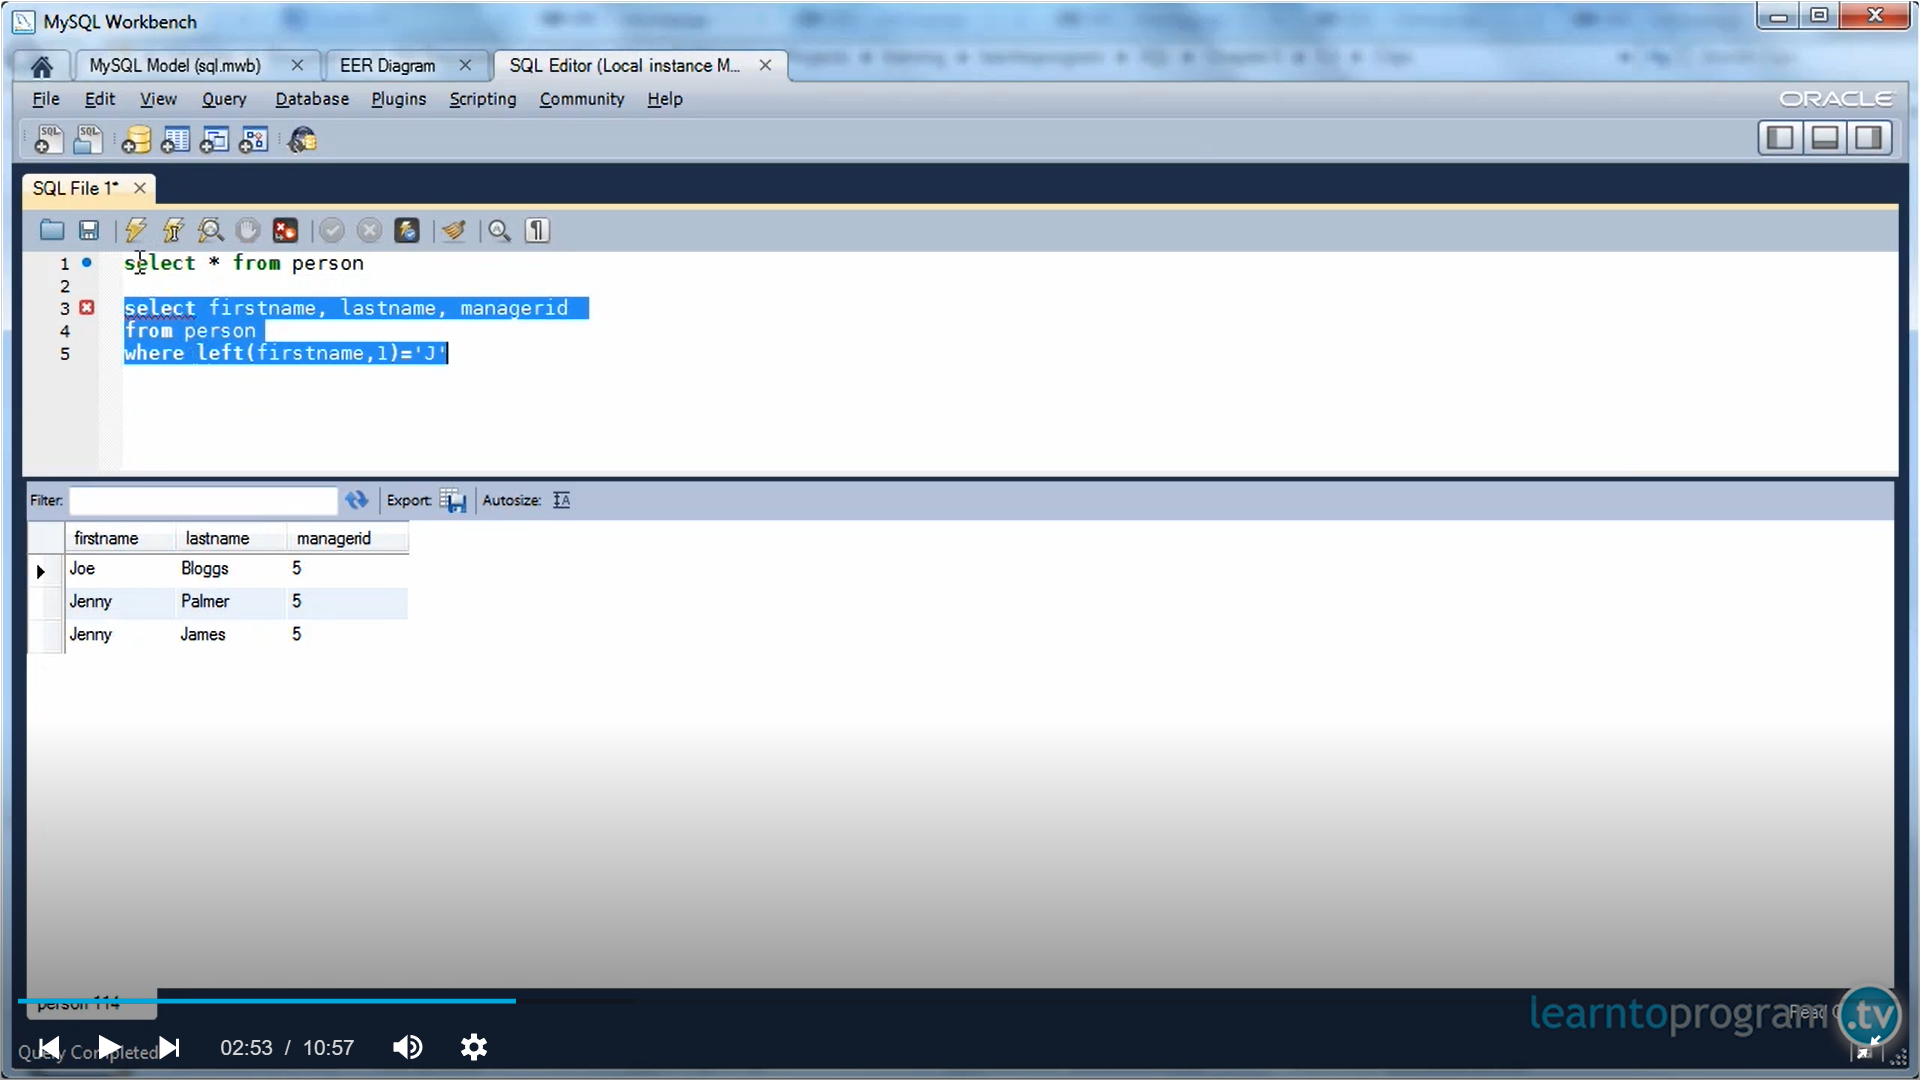 MySQL Workbench
MySQL Model (sql.mwb) EER Diagram SQL Editor (Local instance M...
File Edit View Query Database Plugins Scripting Community Help ORACLE
SQL SQL
SQL File 1*
1 select * from person
2
3 select firstname, lastname, managerid
4 from person
5 where left(firstname,1)='J'
Filter: Export: Autosize:
firstname lastname managerid
Joe Bloggs 5
Jenny Palmer 5
Jenny James 5
person 114
learntoprogram .tv
02:53 / 10:57
Query Completed